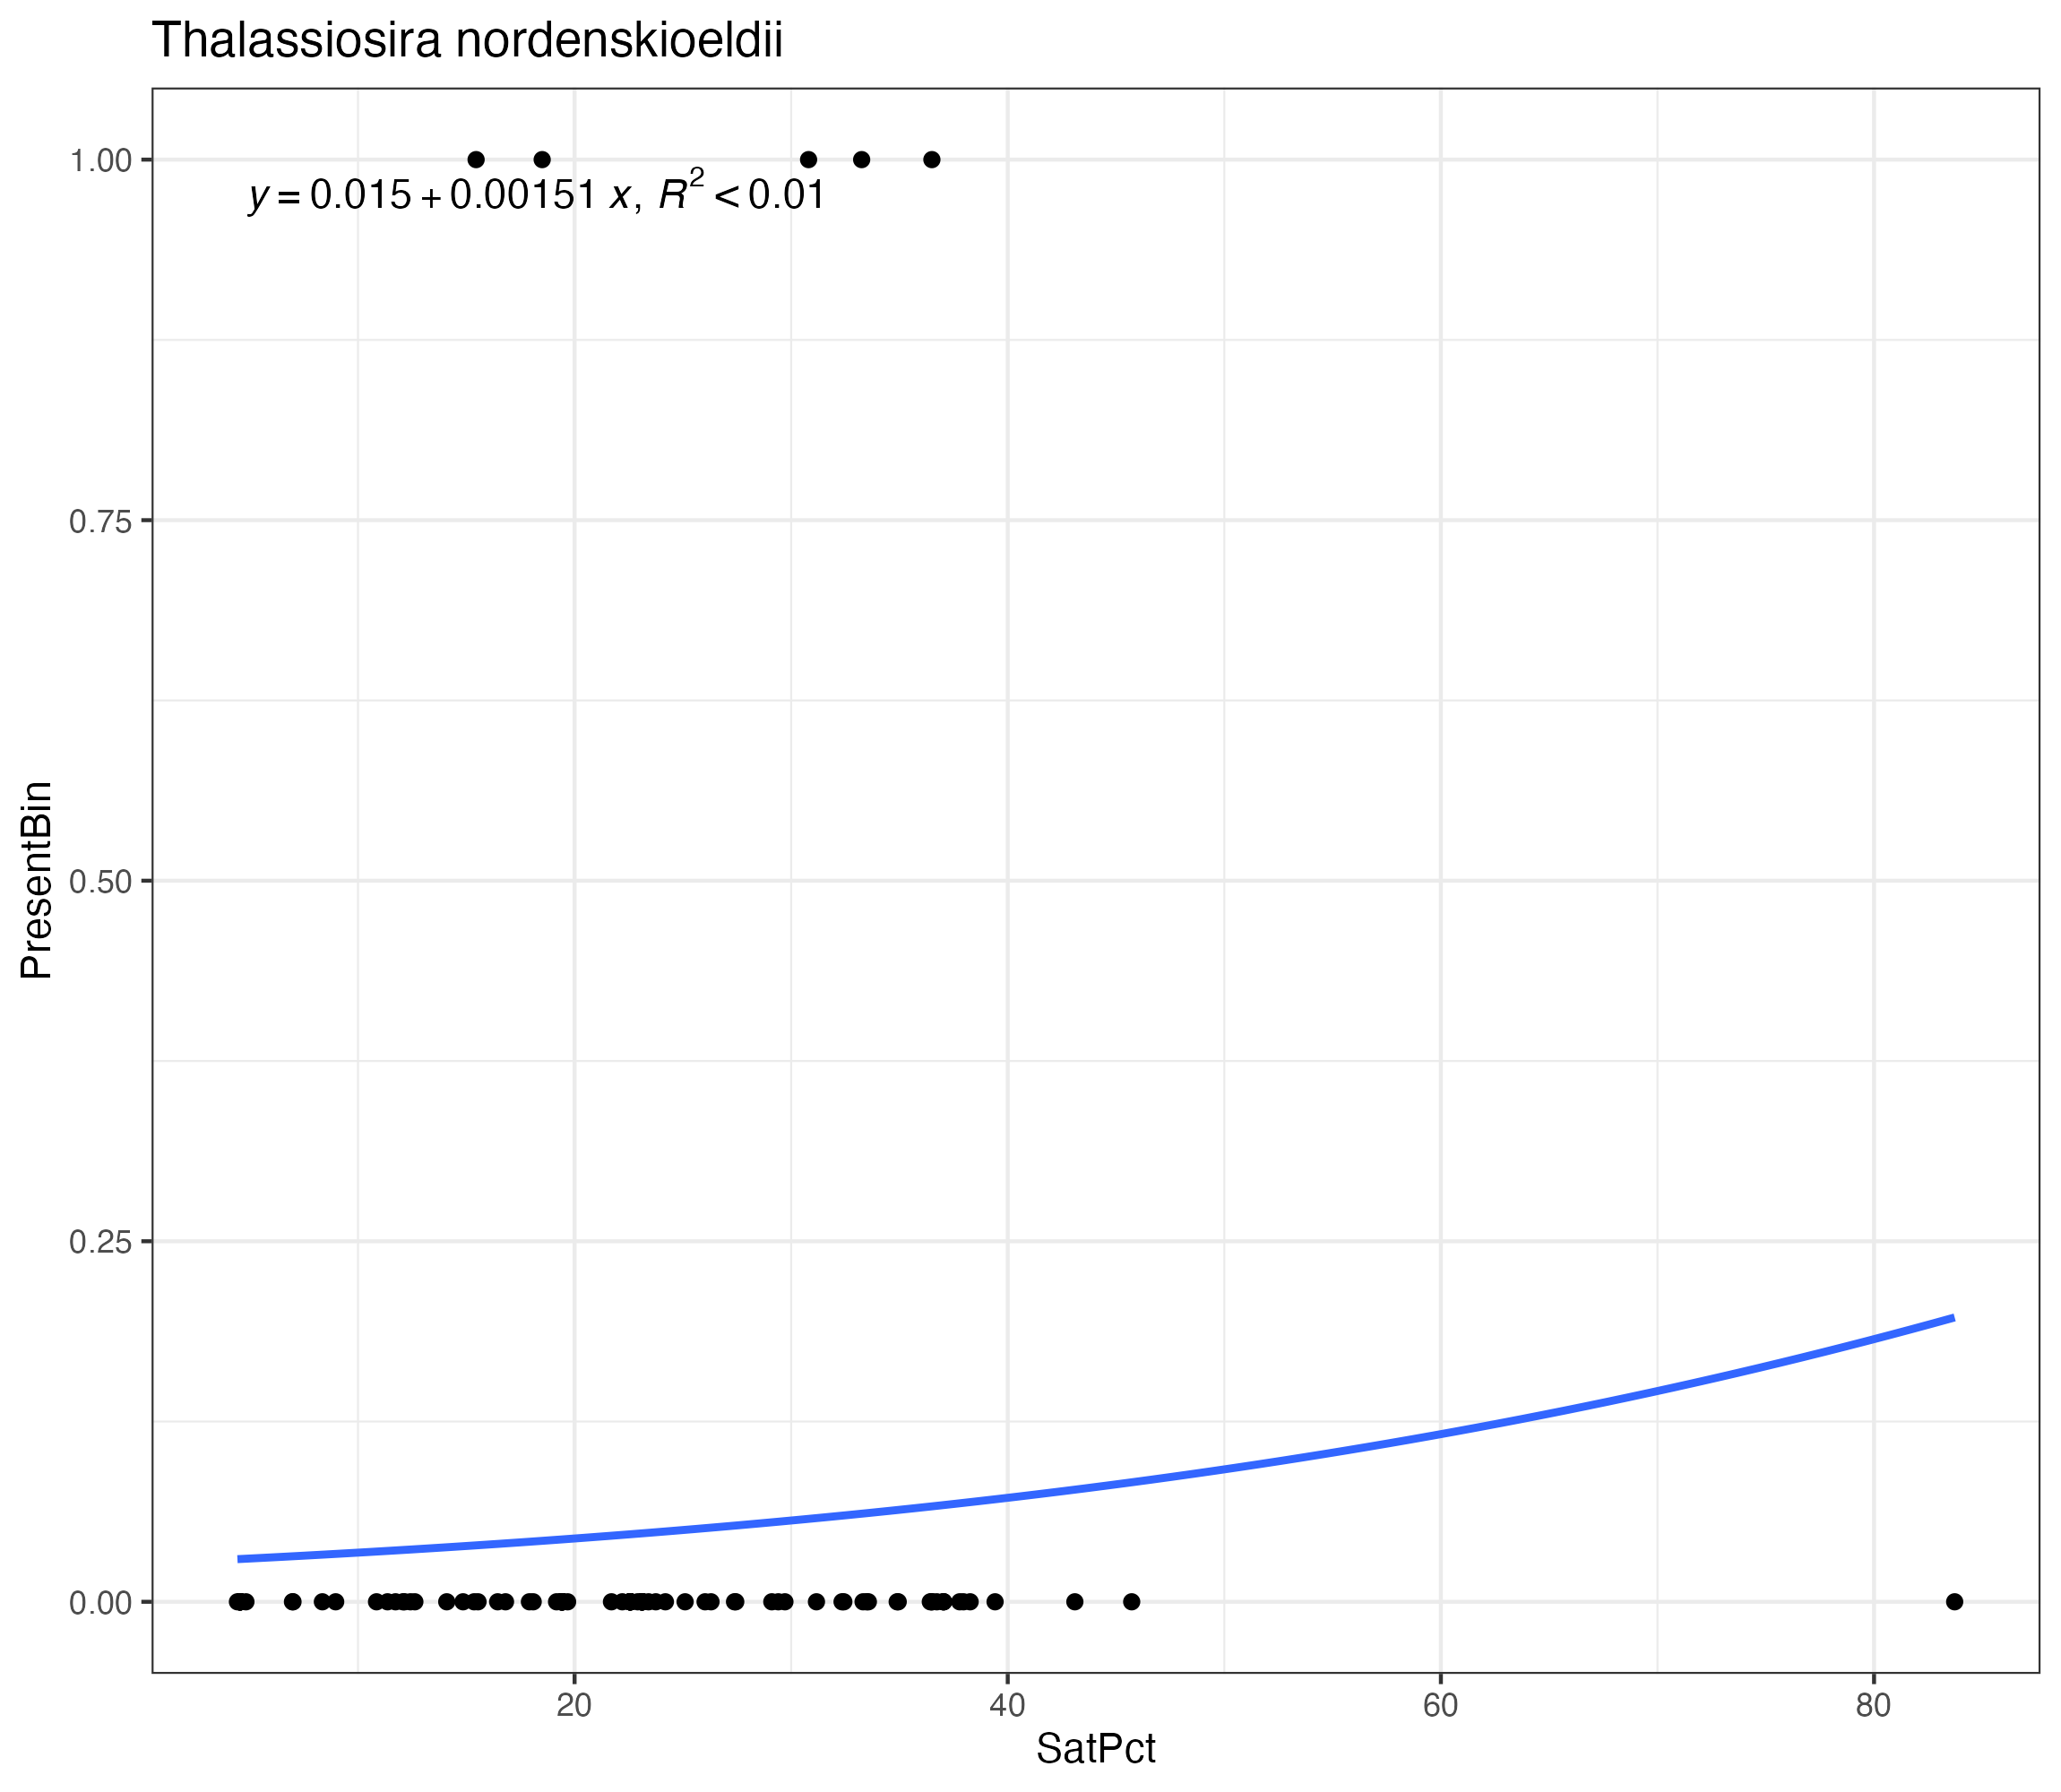 Thalassiosira nordenskioeldii
1.00
y = 0.015 + 0.00151 x, R² < 0.01
0.75
0.50
0.25
0.00
PresentBin
20 40 60 80
SatPct